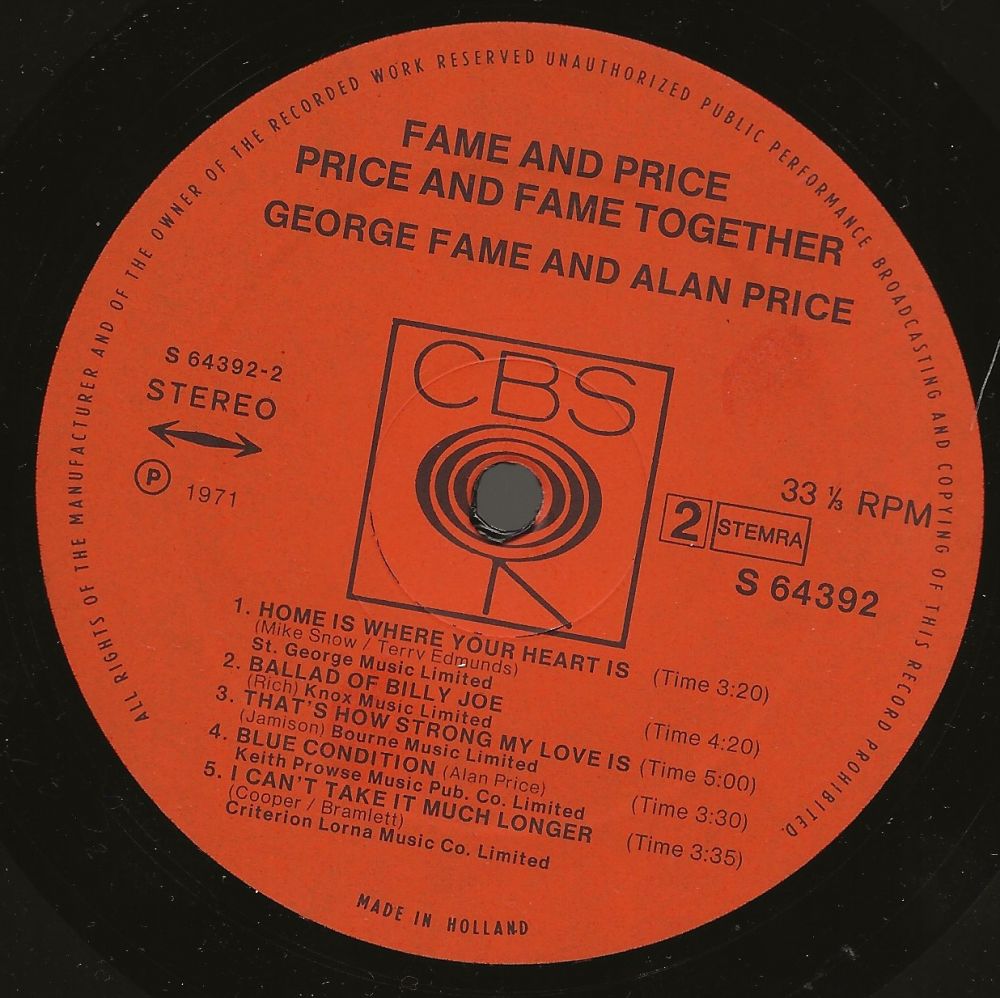 ALL RIGHTS OF THE MANUFACTURER AND OF THE OWNER OF THE RECORDED WORK RESERVED UNAUTHORIZED PUBLIC PERFORMANCE BROADCASTING AND COPYING OF THIS RECORD PROHIBITED.
FAME AND PRICE
PRICE AND FAME TOGETHER
GEORGE FAME AND ALAN PRICE
CBS
S 64392-2
STEREO
Ⓟ 1971
33 ⅓ RPM
2 STEMRA
S 64392
1. HOME IS WHERE YOUR HEART IS (Time 3:20)
(Mike Snow / Terry Edmunds)
St. George Music Limited
2. BALLAD OF BILLY JOE (Time 4:20)
(Rich) Knox Music Limited
3. THAT'S HOW STRONG MY LOVE IS (Time 5:00)
(Jamison) Bourne Music Limited
4. BLUE CONDITION (Alan Price) (Time 3:30)
Keith Prowse Music Pub. Co. Limited
5. I CAN'T TAKE IT MUCH LONGER (Time 3:35)
(Cooper / Bramlett)
Criterion Lorna Music Co. Limited
MADE IN HOLLAND